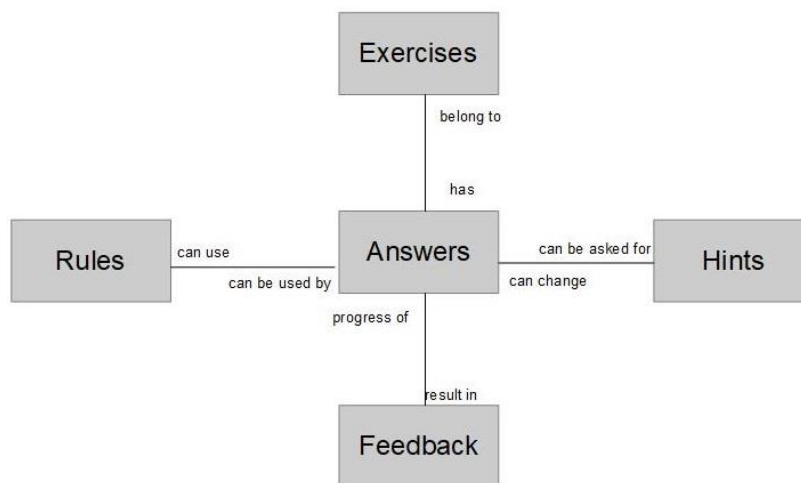 Exercises
belong to
has
Rules
can use
can be used by
Answers
can be asked for
can change
Hints
progress of
result in
Feedback